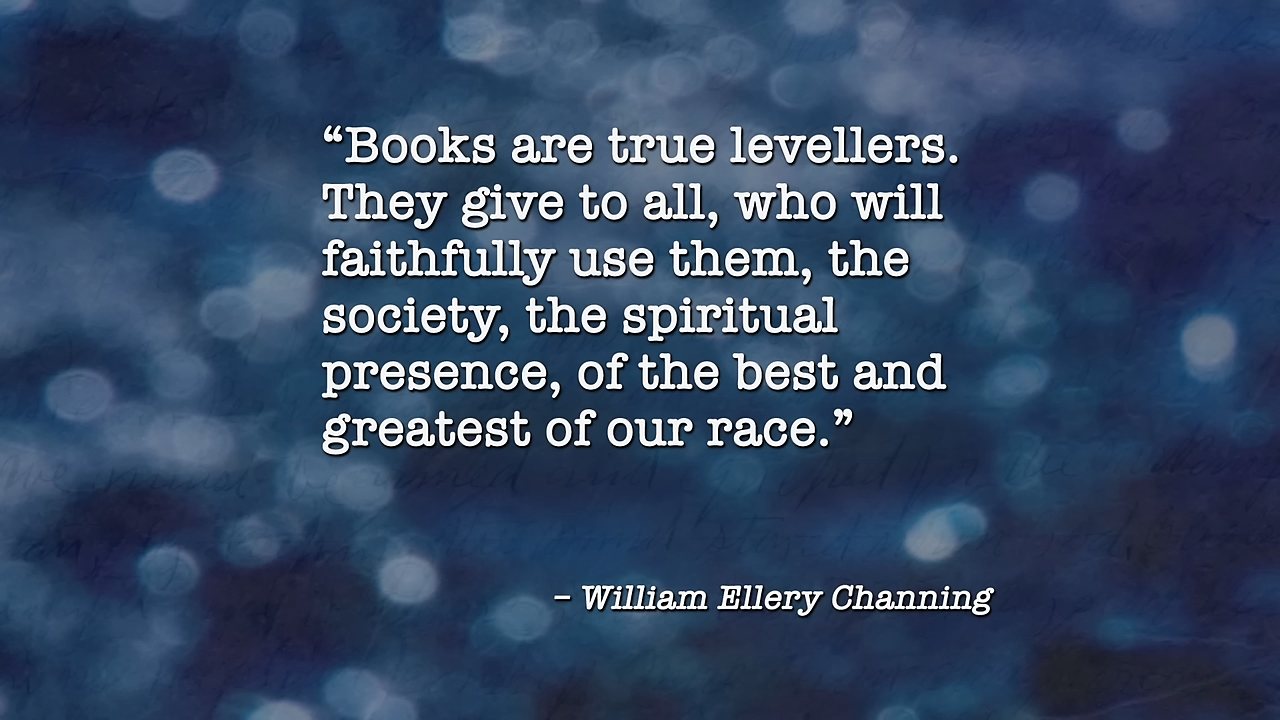 “Books are true levellers.
They give to all, who will
faithfully use them, the
society, the spiritual
presence, of the best and
greatest of our race.”
– William Ellery Channing